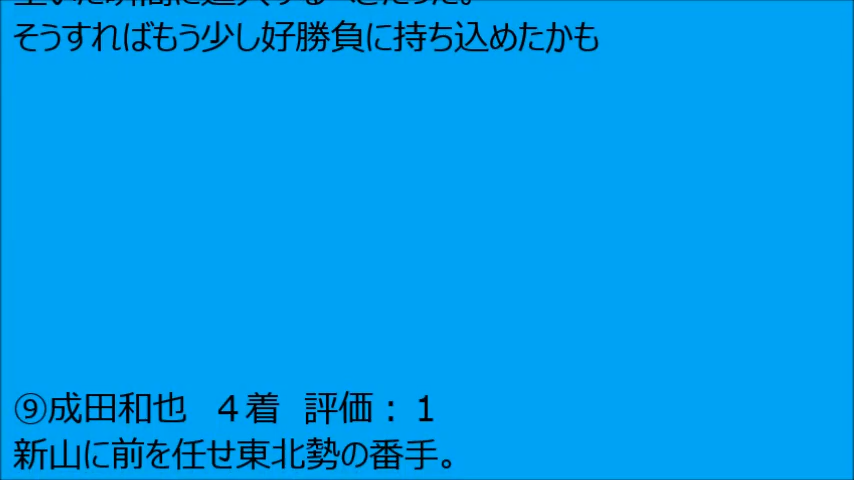 そうすればもう少し好勝負に持ち込めたかも
⑨成田和也　４着　評価：１
新山に前を任せ東北勢の番手。